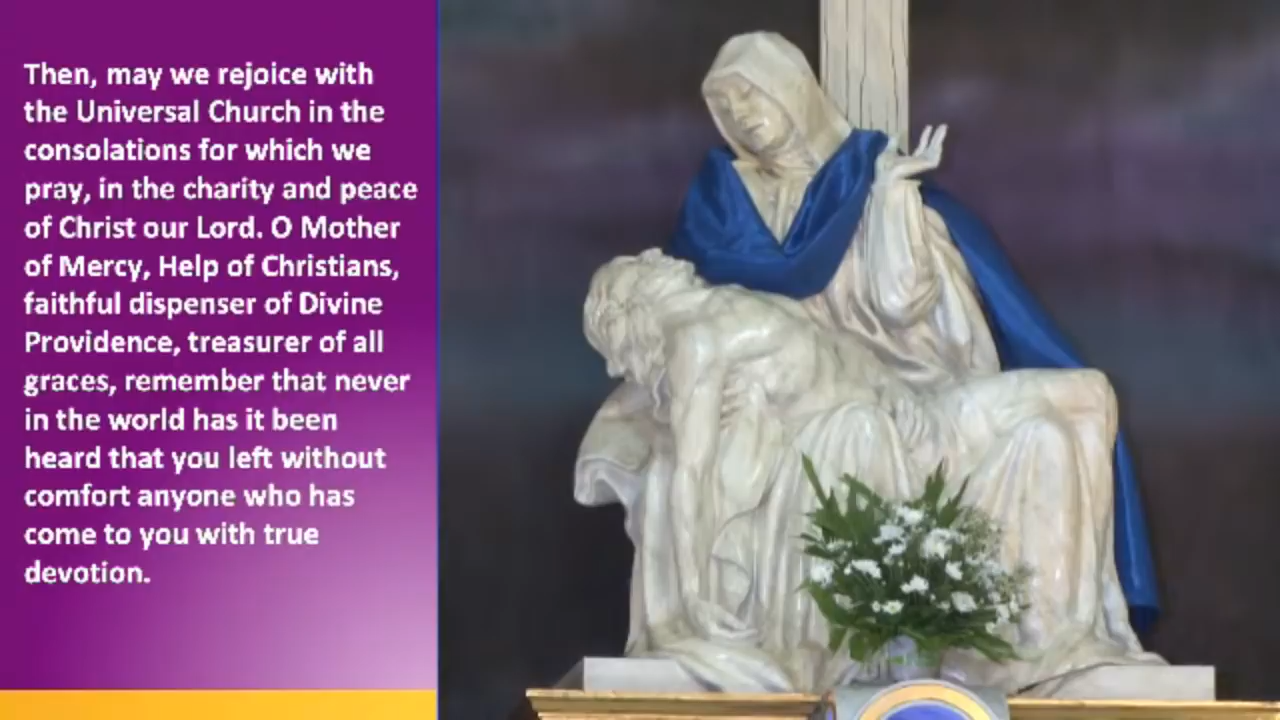 Then, may we rejoice with
the Universal Church in the
consolations for which we
pray, in the charity and peace
of Christ our Lord. O Mother
of Mercy, Help of Christians,
faithful dispenser of Divine
Providence, treasurer of all
graces, remember that never
in the world has it been
heard that you left without
comfort anyone who has
come to you with true
devotion.